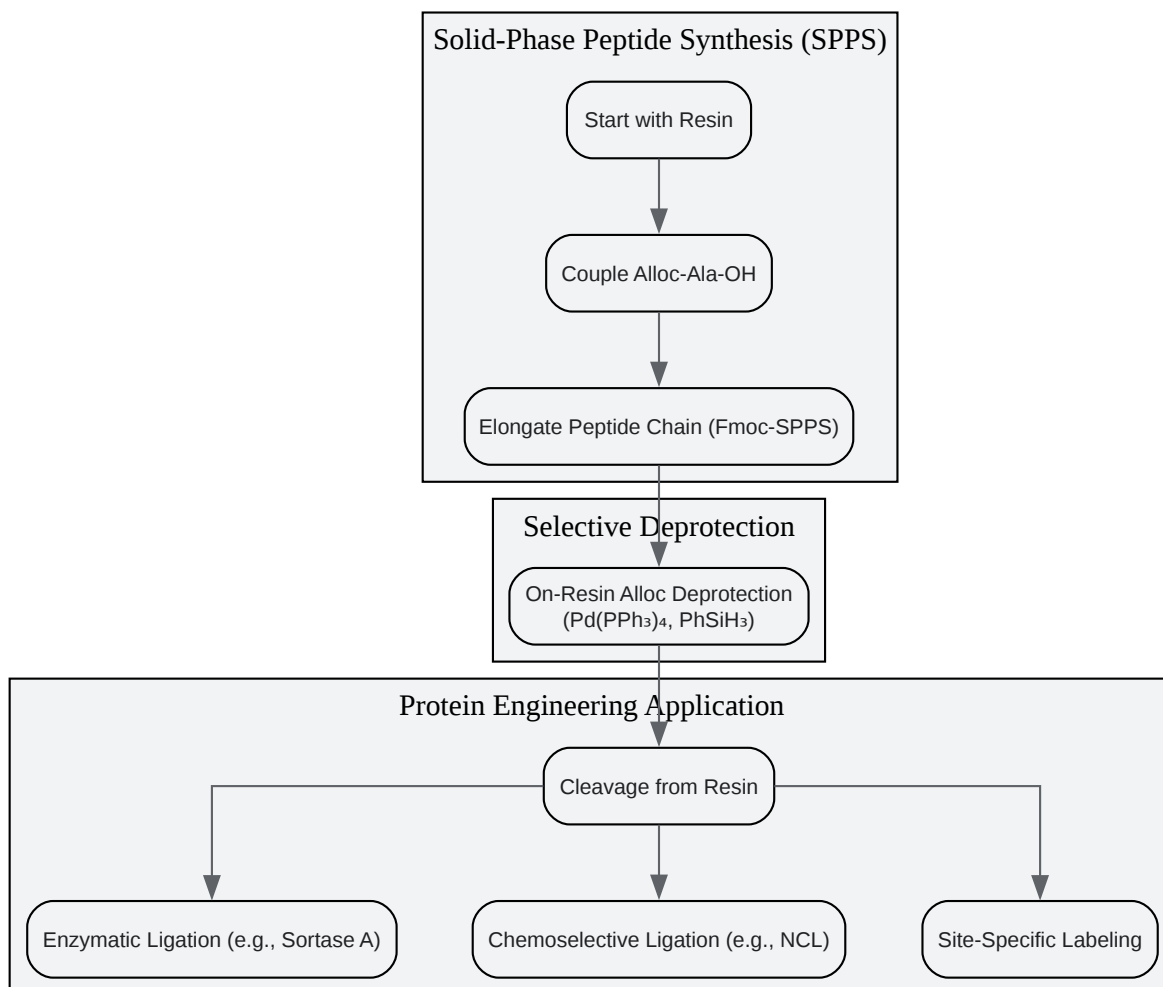 Solid-Phase Peptide Synthesis (SPPS)
Start with Resin
Couple Alloc-Ala-OH
Elongate Peptide Chain (Fmoc-SPPS)
Selective Deprotection
On-Resin Alloc Deprotection
(Pd(PPh₃)₄, PhSiH₃)
Protein Engineering Application
Cleavage from Resin
Enzymatic Ligation (e.g., Sortase A)
Chemoselective Ligation (e.g., NCL)
Site-Specific Labeling